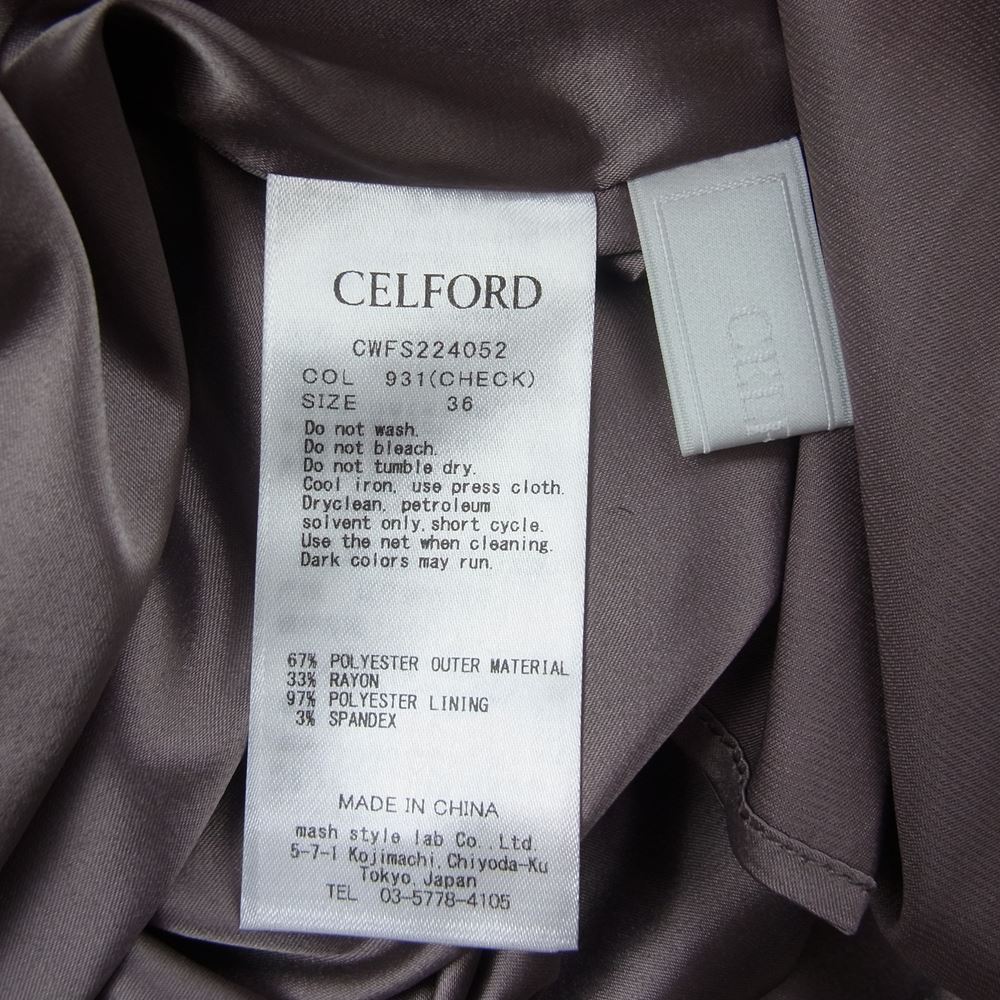 CELFORD
CWFS224052
COL 931(CHECK)
SIZE 36
Do not wash.
Do not bleach.
Do not tumble dry.
Cool iron, use press cloth.
Dryclean, petroleum
solvent only,short cycle.
Use the net when cleaning.
Dark colors may run.
67% POLYESTER OUTER MATERIAL
33% RAYON
97% POLYESTER LINING
3% SPANDEX
MADE IN CHINA
mash style lab Co.,Ltd.
5-7-1 Kojimachi,Chiyoda-Ku
Tokyo,Japan
TEL 03-5778-4105